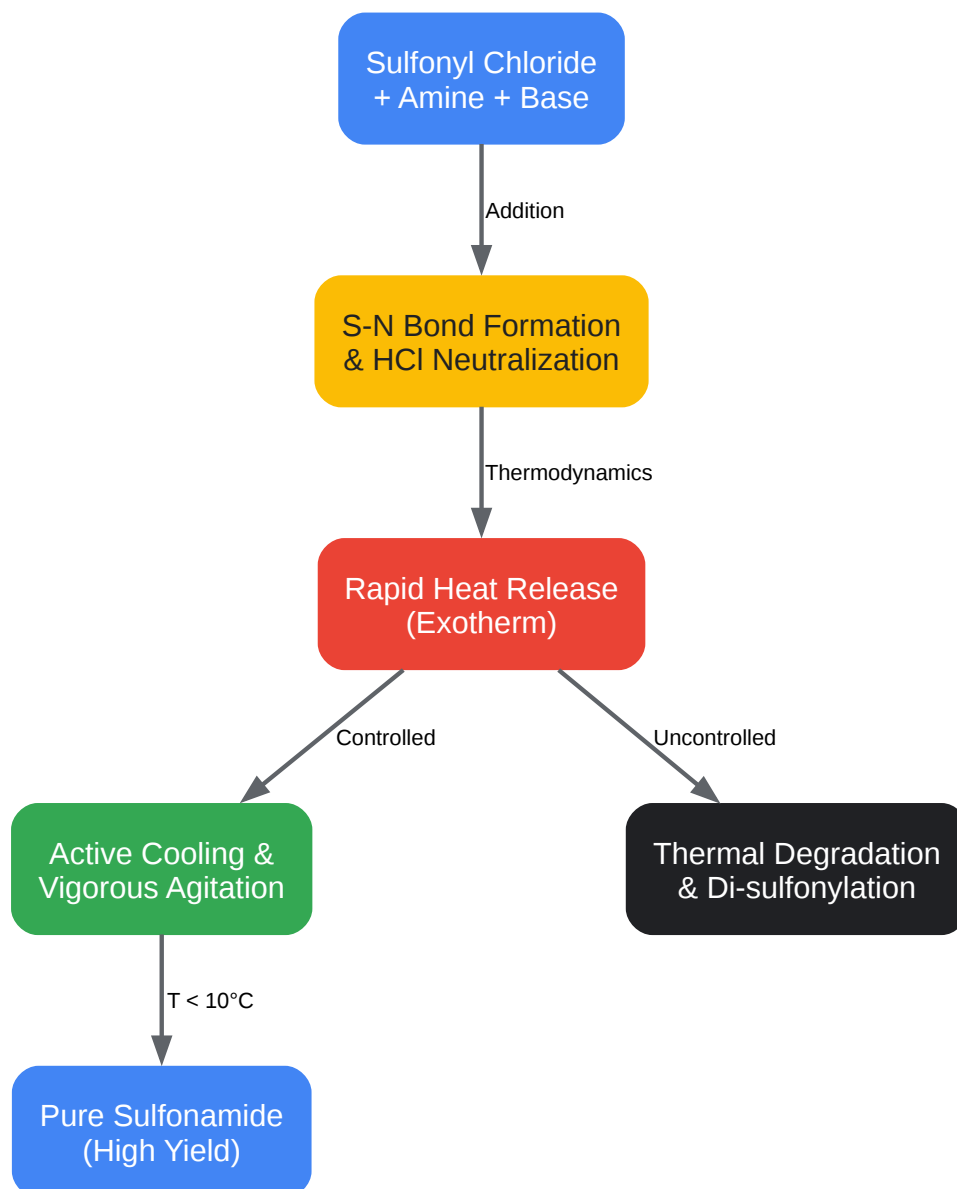 Sulfonyl Chloride
+ Amine + Base
Addition
S-N Bond Formation
& HCl Neutralization
Thermodynamics
Rapid Heat Release
(Exotherm)
Controlled
Uncontrolled
Active Cooling &
Vigorous Agitation
Thermal Degradation
& Di-sulfonylation
T < 10°C
Pure Sulfonamide
(High Yield)